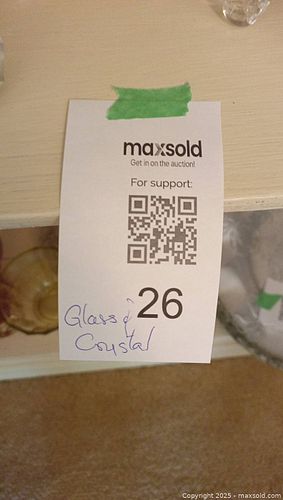 maxsold
Get in on the auction!
For support:
26
Glass &
Crystal
Copyright 2025 - maxsold.com